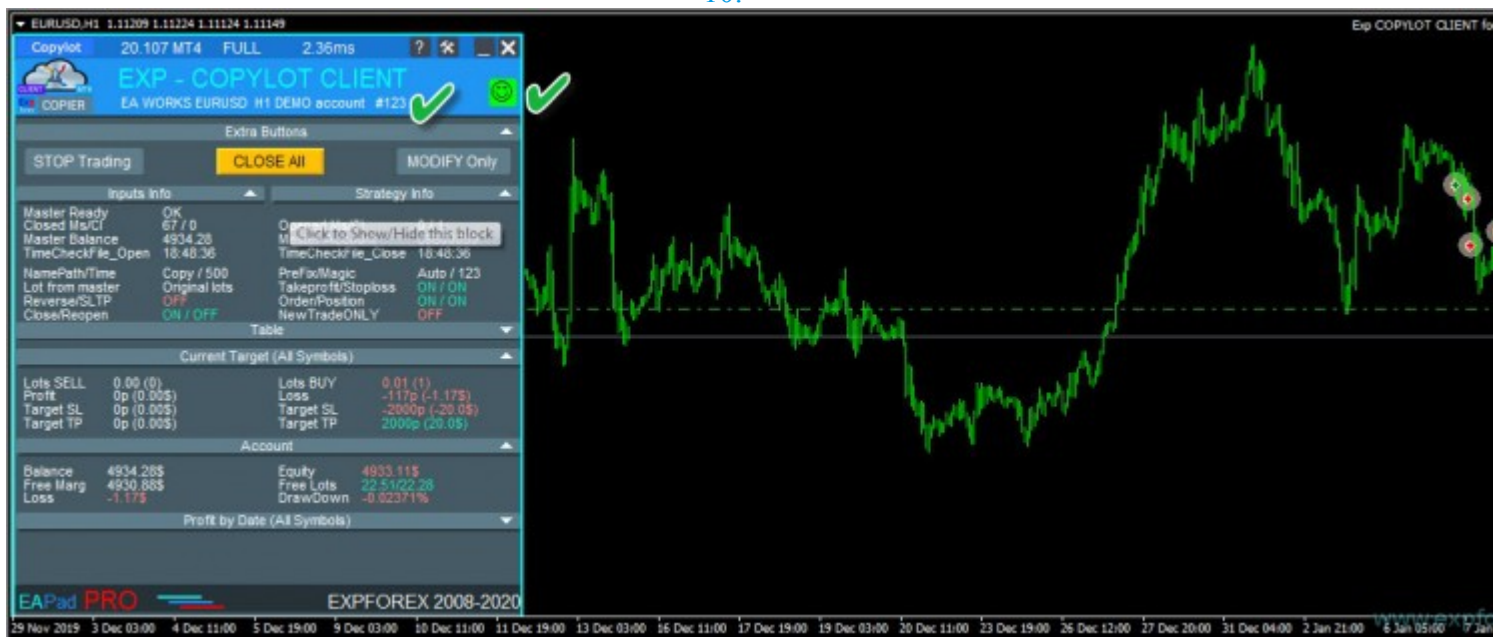 10.
EURUSD,H1 1.11209 1.11224 1.11124 1.11149
Exp COPYLOT CLIENT fo
Copylot 20.107 MT4 FULL 2.36ms ? X
EXP - COPYLOT CLIENT
CLIENT MT4
COPIER EA WORKS EURUSD H1 DEMO account #123
Extra Buttons
STOP Trading CLOSE All MODIFY Only
Inputs Info Strategy Info
Master Ready OK
Closed Ms/Cl 67 / 0
Master Balance 4934.28 Click to Show/Hide this block
TimeCheckFile_Open 18:48:36 TimeCheckFile_Close 18:48:36
NamePath/Time Copy / 500 PreFix/Magic Auto / 123
Lot from master Original lots Takeprofit/Stoploss ON / ON
Reverse/SLTP OFF Order/Position ON / ON
Close/Reopen ON / OFF NewTradeONLY OFF
Table
Current Target (All Symbols)
Lots SELL 0.00 (0) Lots BUY 0.01 (1)
Profit 0p (0.00$) Loss -117p (-1.17$)
Target SL 0p (0.00$) Target SL -2000p (-20.0$)
Target TP 0p (0.00$) Target TP 2000p (20.0$)
Account
Balance 4934.28$ Equity 4933.11$
Free Marg 4930.88$ Free Lots 22.51/22.28
Loss -1.17$ DrawDown -0.02371%
Profit by Date (All Symbols)
EAPad PRO EXPFOREX 2008-2020
www.expfo
29 Nov 2019 3 Dec 03:00 4 Dec 11:00 5 Dec 19:00 9 Dec 03:00 10 Dec 11:00 11 Dec 19:00 13 Dec 03:00 16 Dec 11:00 17 Dec 19:00 19 Dec 03:00 20 Dec 11:00 23 Dec 19:00 26 Dec 12:00 27 Dec 20:00 31 Dec 04:00 2 Jan 21:00 6 Jan 05:00 7 Jan